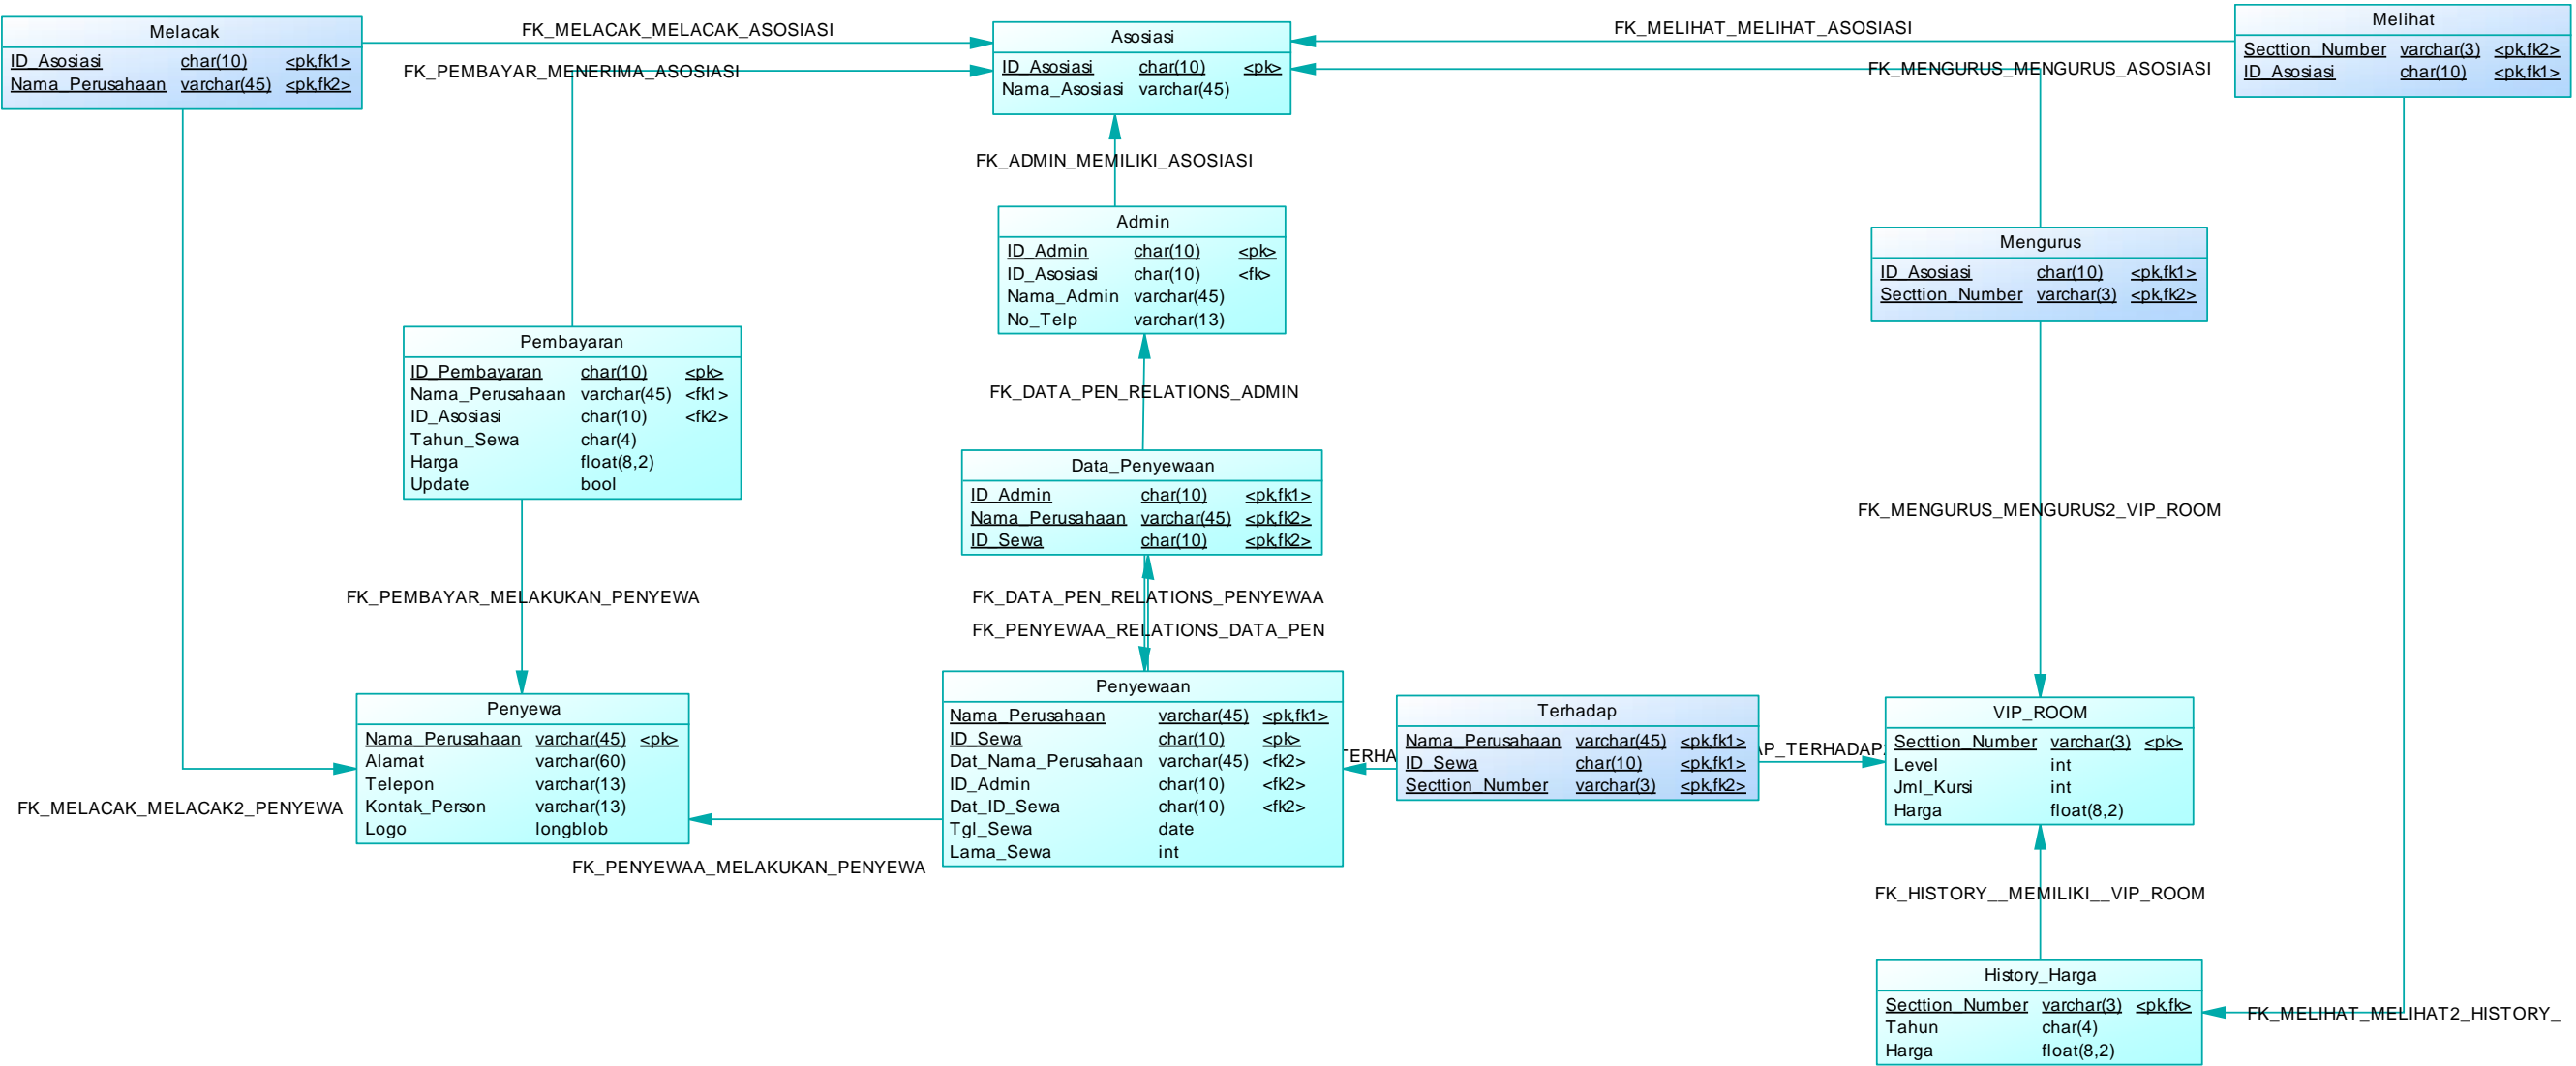 Melacak
ID_Asosiasi char(10) <pk,fk1>
Nama_Perusahaan varchar(45) <pk,fk2>
FK_MELACAK_MELACAK_ASOSIASI
FK_PEMBAYAR_MENERIMA_ASOSIASI
Asosiasi
ID_Asosiasi char(10) <pk>
Nama_Asosiasi varchar(45)
FK_MELIHAT_MELIHAT_ASOSIASI
FK_MENGURUS_MENGURUS_ASOSIASI
Melihat
Secttion_Number varchar(3) <pk,fk2>
ID_Asosiasi char(10) <pk,fk1>
FK_ADMIN_MEMILIKI_ASOSIASI
Admin
ID_Admin char(10) <pk>
ID_Asosiasi char(10) <fk>
Nama_Admin varchar(45)
No_Telp varchar(13)
Mengurus
ID_Asosiasi char(10) <pk,fk1>
Secttion_Number varchar(3) <pk,fk2>
Pembayaran
ID_Pembayaran char(10) <pk>
Nama_Perusahaan varchar(45) <fk1>
ID_Asosiasi char(10) <fk2>
Tahun_Sewa char(4)
Harga float(8,2)
Update bool
FK_DATA_PEN_RELATIONS_ADMIN
Data_Penyewaan
ID_Admin char(10) <pk,fk1>
Nama_Perusahaan varchar(45) <pk,fk2>
ID_Sewa char(10) <pk,fk2>
FK_MENGURUS_MENGURUS2_VIP_ROOM
FK_PEMBAYAR_MELAKUKAN_PENYEWA
FK_DATA_PEN_RELATIONS_PENYEWAA
FK_PENYEWAA_RELATIONS_DATA_PEN
Penyewa
Nama_Perusahaan varchar(45) <pk>
Alamat varchar(60)
Telepon varchar(13)
Kontak_Person varchar(13)
Logo longblob
FK_MELACAK_MELACAK2_PENYEWA
FK_PENYEWAA_MELAKUKAN_PENYEWA
Penyewaan
Nama_Perusahaan varchar(45) <pk,fk1>
ID_Sewa char(10) <pk>
Dat_Nama_Perusahaan varchar(45) <fk2>
ID_Admin char(10) <fk2>
Dat_ID_Sewa char(10) <fk2>
Tgl_Sewa date
Lama_Sewa int
Terhadap
Nama_Perusahaan varchar(45) <pk,fk1>
ID_Sewa char(10) <pk,fk1>
Secttion_Number varchar(3) <pk,fk2>
VIP_ROOM
Secttion_Number varchar(3) <pk>
Level int
Jml_Kursi int
Harga float(8,2)
FK_HISTORY__MEMILIKI__VIP_ROOM
History_Harga
Secttion_Number varchar(3) <pk,fk>
Tahun char(4)
Harga float(8,2)
FK_MELIHAT_MELIHAT2_HISTORY_